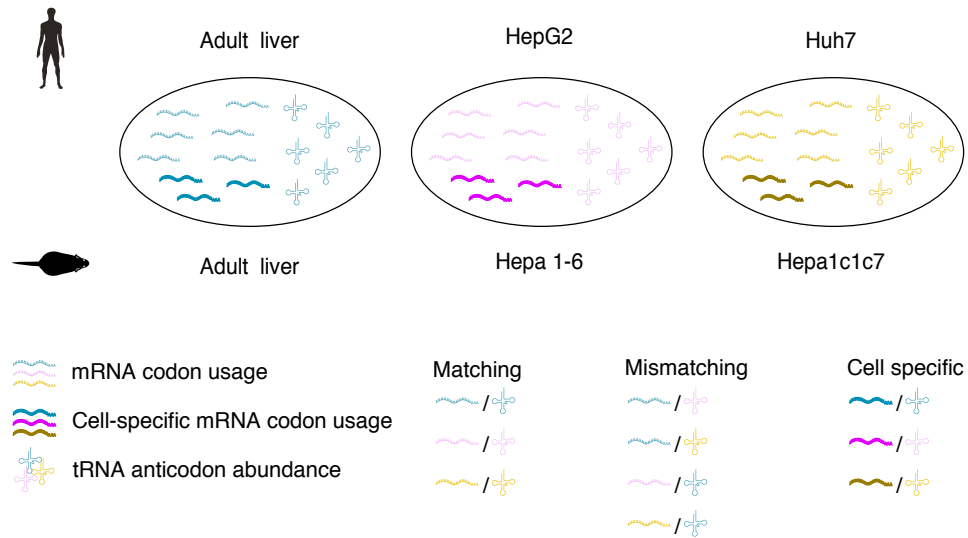 Adult liver
HepG2
Huh7
Adult liver
Hepa 1-6
Hepa1c1c7
mRNA codon usage
Cell-specific mRNA codon usage
tRNA anticodon abundance
Matching
/
/
/
Mismatching
/
/
/
/
Cell specific
/
/
/